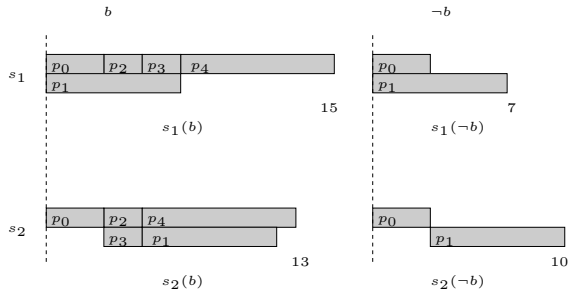 b ¬b
s₁ p₀ p₂ p₃ p₄ p₀
p₁ p₁
15 7
s₁(b) s₁(¬b)
s₂ p₀ p₂ p₄ p₀
p₃ p₁ p₁
13 10
s₂(b) s₂(¬b)